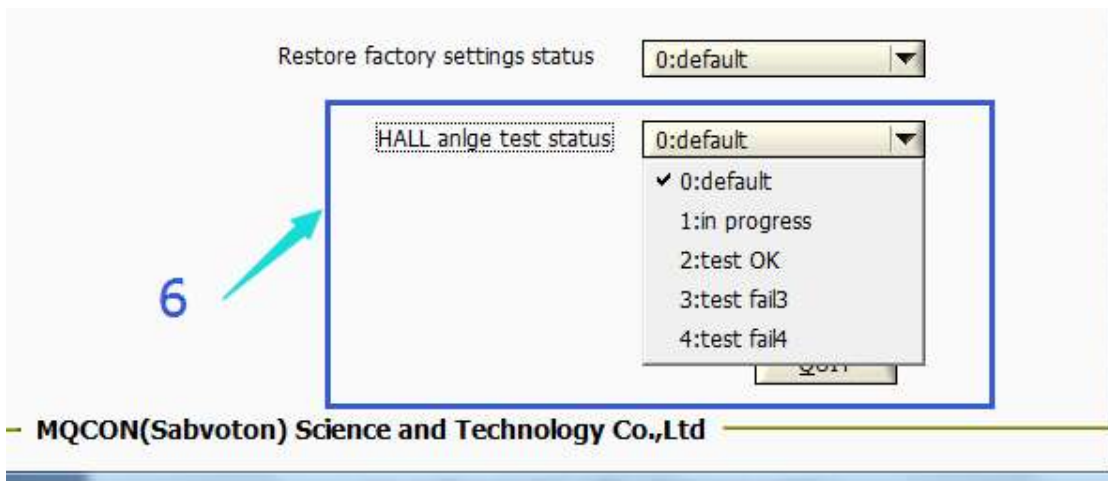 Restore factory settings status 0:default
HALL anlge test status 0:default
0:default
1:in progress
2:test OK
3:test fail3
4:test fail4
6
QUIT
MQCON(Sabvoton) Science and Technology Co.,Ltd